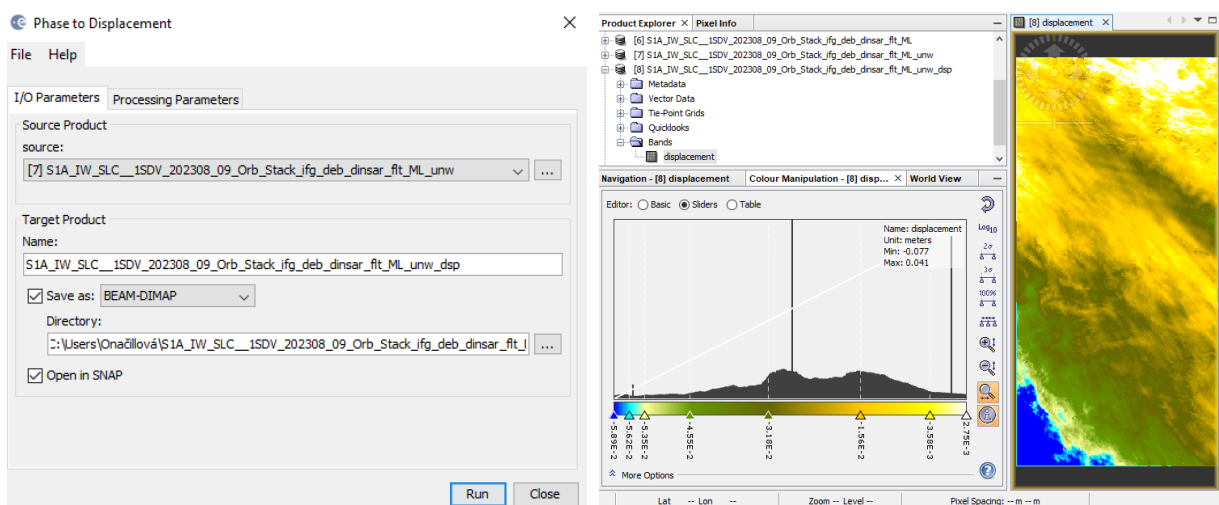 Phase to Displacement
File Help
I/O Parameters Processing Parameters
Source Product
source:
[7] S1A_IW_SLC__1SDV_202308_09_Orb_Stack_ifg_deb_dinsar_flt_ML_unw
...
Target Product
Name:
S1A_IW_SLC__1SDV_202308_09_Orb_Stack_ifg_deb_dinsar_flt_ML_unw_dsp
Save as: BEAM-DIMAP
Directory:
:\Users\Onačillová\S1A_IW_SLC__1SDV_202308_09_Orb_Stack_ifg_deb_dinsar_flt_
...
Open in SNAP
Run Close
Product Explorer Pixel Info
[6] S1A_IW_SLC__1SDV_202308_09_Orb_Stack_ifg_deb_dinsar_flt_ML
[7] S1A_IW_SLC__1SDV_202308_09_Orb_Stack_ifg_deb_dinsar_flt_ML_unw
[8] S1A_IW_SLC__1SDV_202308_09_Orb_Stack_ifg_deb_dinsar_flt_ML_unw_dsp
Metadata
Vector Data
Tie-Point Grids
Quicklooks
Bands
displacement
Navigation - [8] displacement Colour Manipulation - [8] disp... World View
Editor: Basic Sliders Table
Name: displacement
Unit: meters
Min: -0.077
Max: 0.041
Log10
2σ
3σ
100%
-5.89E-2
-5.62E-2
-5.35E-2
-4.55E-2
-3.18E-2
-1.56E-2
-3.58E-3
2.75E-3
More Options
Lat -- Lon -- Zoom -- Level -- Pixel Spacing: -- m -- m
[8] displacement